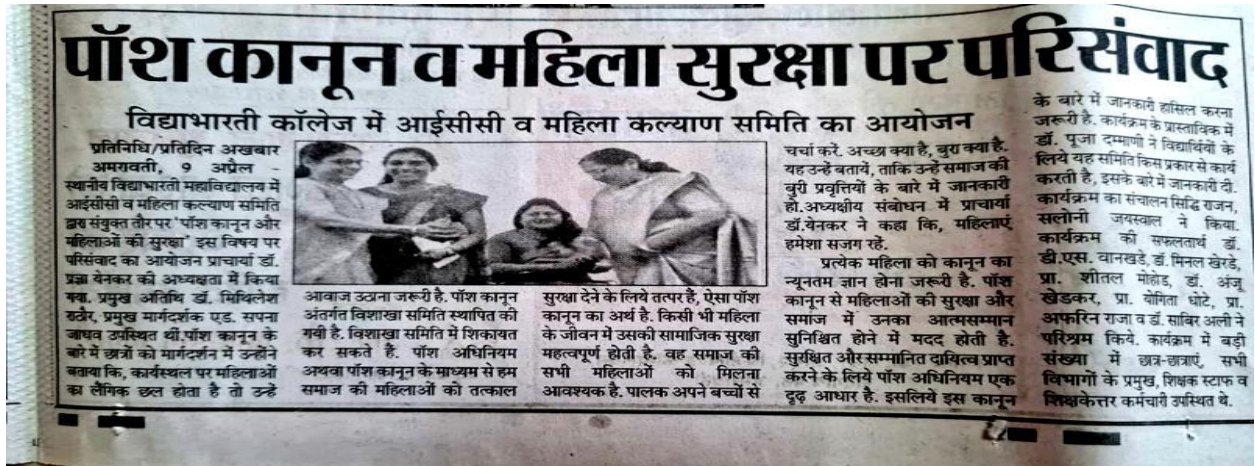 पॉश कानून व महिला सुरक्षा पर परिसंवाद
विद्याभारती कॉलेज में आईसीसी व महिला कल्याण समिति का आयोजन
प्रतिनिधि/प्रतिदिन अखबार
अमरावती, 9 अप्रैल -
स्थानीय विद्याभारती महाविद्यालय में
आईसीसी व महिला कल्याण समिति
द्वारा संयुक्त तौर पर 'पॉश कानून और
महिलाओं की सुरक्षा' इस विषय पर
परिसंवाद का आयोजन प्राचार्या डॉ.
प्रज्ञा येनकर की अध्यक्षता में किया
गया. प्रमुख अतिथि डॉ. मिथिलेश
राठौर, प्रमुख मार्गदर्शक एड. सपना
जाधव उपस्थित थीं.पॉश कानून के
बारे में छात्रों को मार्गदर्शन में उन्होंने
बताया कि, कार्यस्थल पर महिलाओं
का लैंगिक छल होता है तो उन्हें
आवाज उठाना जरूरी है. पॉश कानून
अंतर्गत विशाखा समिति स्थापित की
गयी है. विशाखा समिति में शिकायत
कर सकते है. पॉश अधिनियम
अथवा पॉश कानून के माध्यम से हम
समाज की महिलाओं को तत्काल
सुरक्षा देने के लिये तत्पर है, ऐसा पॉश
कानून का अर्थ है. किसी भी महिला
के जीवन में उसकी सामाजिक सुरक्षा
महत्वपूर्ण होती है. वह समाज की
सभी महिलाओं को मिलना
आवश्यक है. पालक अपने बच्चों से
चर्चा करें. अच्छा क्या है, बुरा क्या है.
यह उन्हें बतायें, ताकि उन्हें समाज की
बुरी प्रवृत्तियों के बारे में जानकारी
हो.अध्यक्षीय संबोधन में प्राचार्या
डॉ.येनकर ने कहा कि, महिलाएं
हमेशा सजग रहे.
प्रत्येक महिला को कानून का
न्यूनतम ज्ञान होना जरूरी है. पॉश
कानून से महिलाओं की सुरक्षा और
समाज में उनका आत्मसम्मान
सुनिश्चित होने में मदद होती है.
सुरक्षित और सम्मानित दायित्व प्राप्त
करने के लिये पॉश अधिनियम एक
दृढ़ आधार है. इसलिये इस कानून
के बारे में जानकारी हासिल करना
जरूरी है. कार्यक्रम के प्रास्ताविक में
डॉ. पूजा दम्माणी ने विद्यार्थियों के
लिये यह समिति किस प्रकार से कार्य
करती है, इसके बारे में जानकारी दी.
कार्यक्रम का संचालन सिद्धि राजन,
सलोनी जयस्वाल ने किया.
कार्यक्रम की सफलतार्थ डॉ.
डी.एस. वानखडे, डॉ. मिनल खेरडे,
प्रा. शीतल मोहोड, डॉ. अंजू
खेडकर, प्रा. योगिता धोटे, प्रा.
अफरिन राजा व डॉ. साबिर अली ने
परिश्रम किये. कार्यक्रम में बड़ी
संख्या में छात्र-छात्राएं, सभी
विभागों के प्रमुख, शिक्षक स्टाफ व
शिक्षकेत्तर कर्मचारी उपस्थित थे.